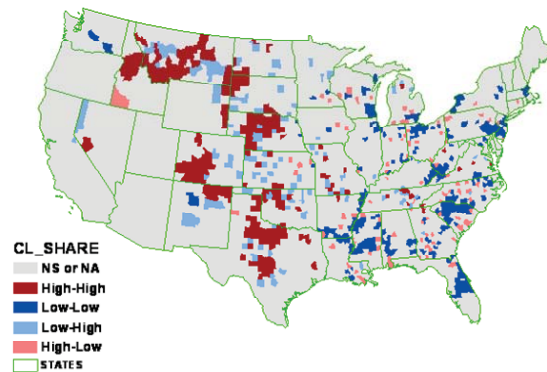 CL_SHARE
NS or NA
High-High
Low-Low
Low-High
High-Low
STATES